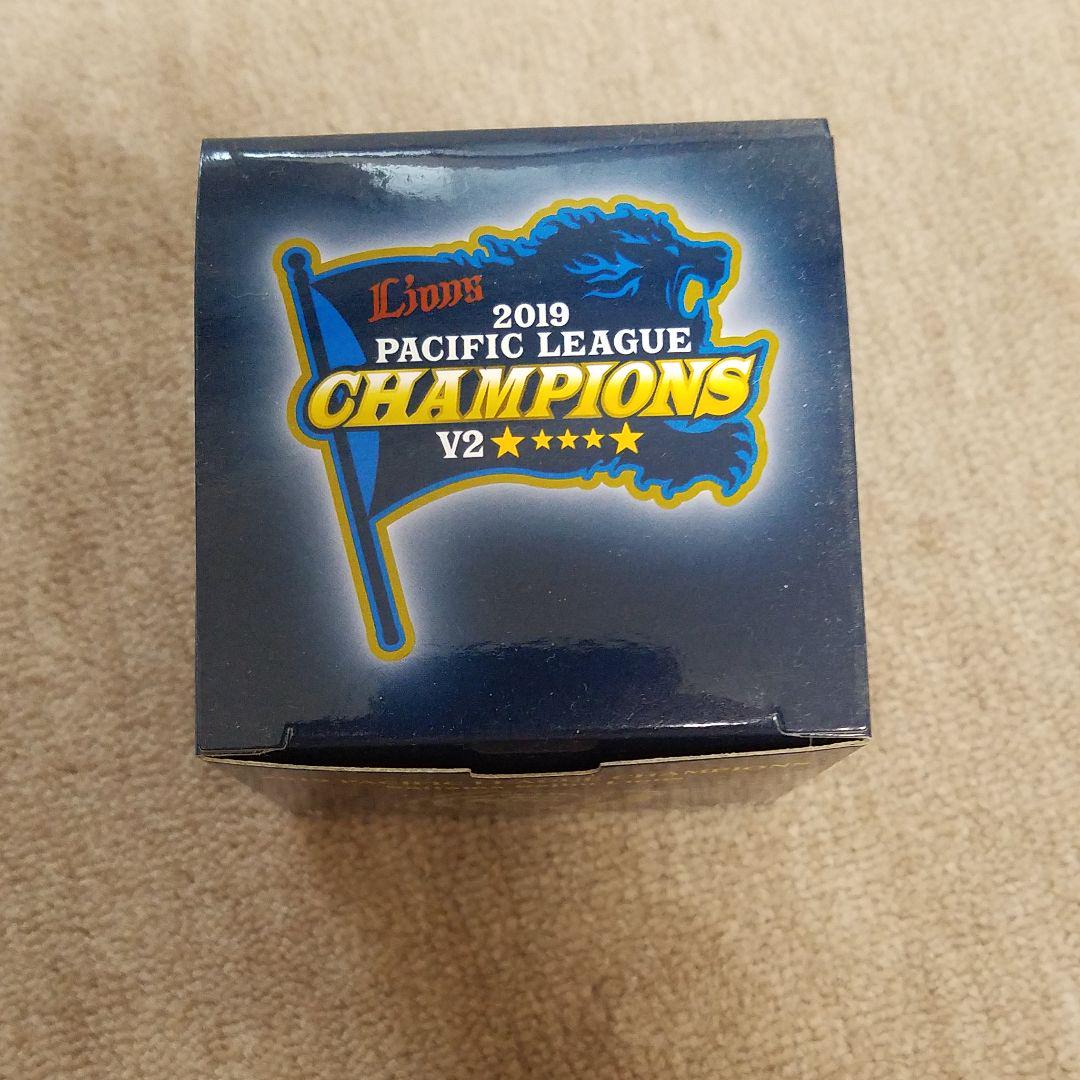 Lions
2019
PACIFIC LEAGUE
CHAMPIONS
V2 ★★★★★